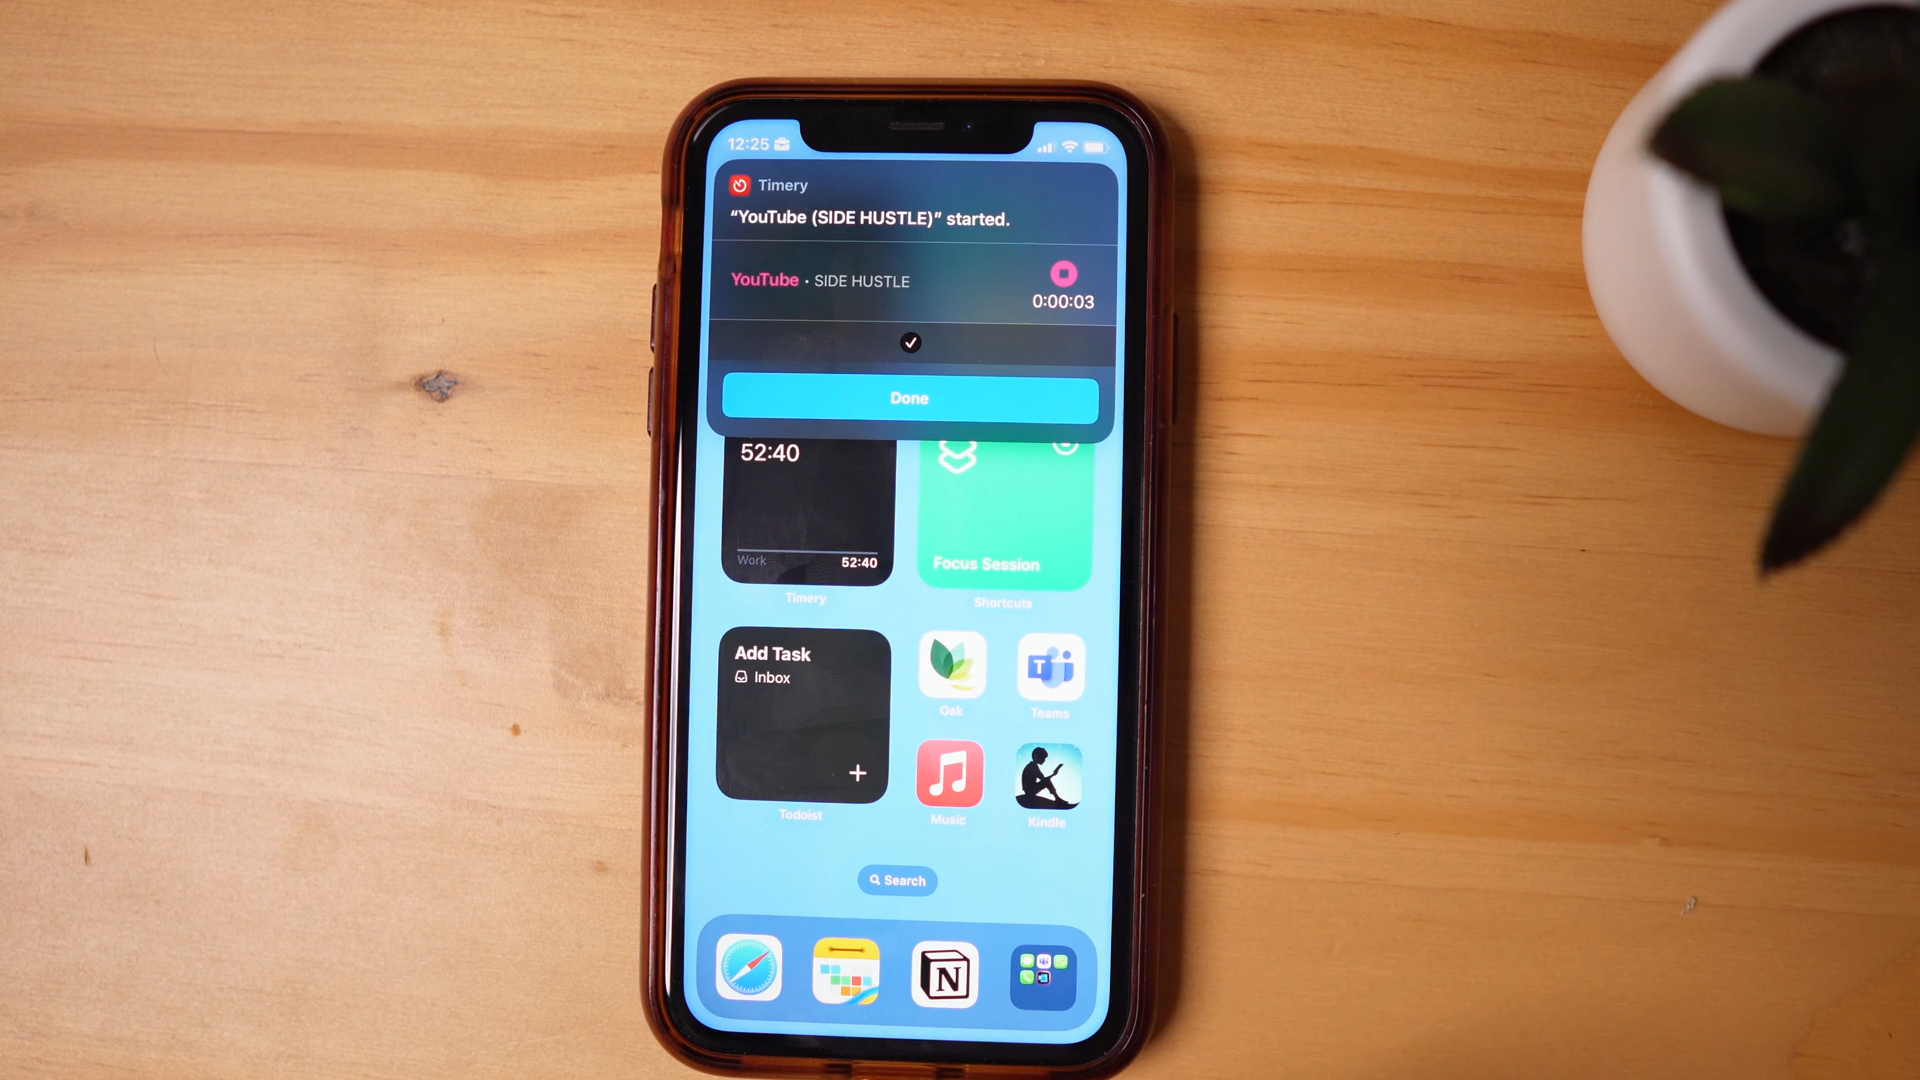 12:25
Timery
“YouTube (SIDE HUSTLE)” started.
YouTube • SIDE HUSTLE
0:00:03
Done
52:40
Work 52:40
Focus Session
Timery
Shortcuts
Add Task
Inbox
+
T
Oak
Teams
Todoist
Music
Kindle
Search
N